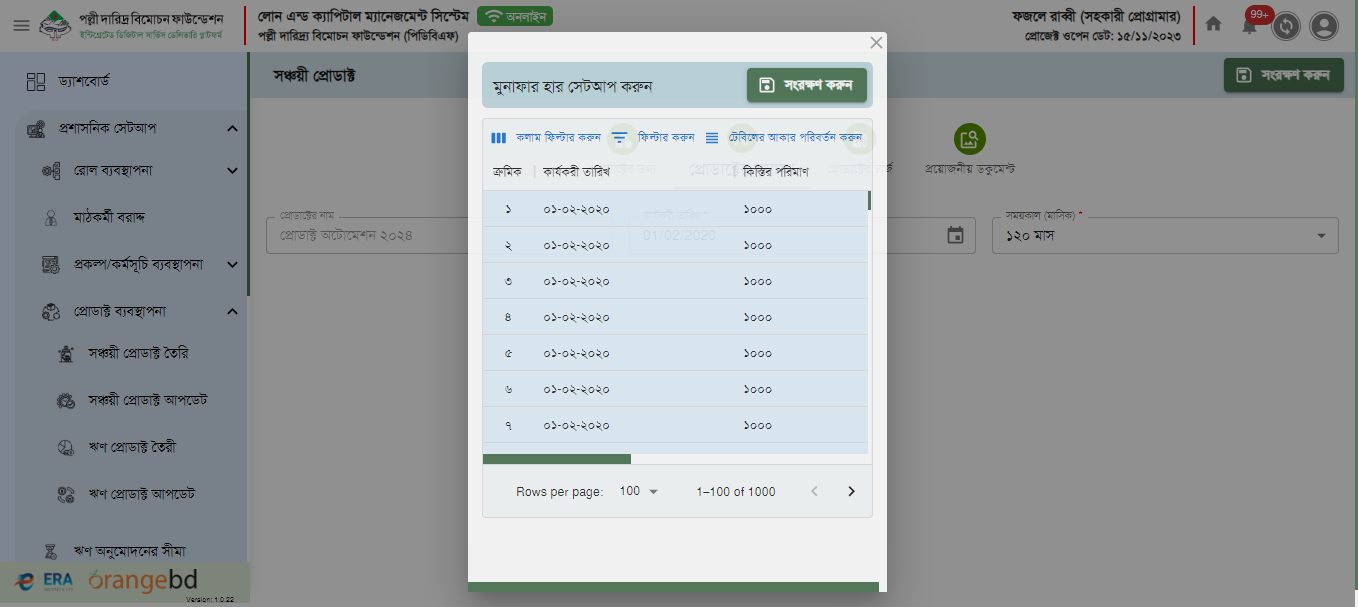 পল্লী দারিদ্র বিমোচন ফাউন্ডেশন
ইন্টিগ্রেটেড ডিজিটাল সার্ভিস ডেলিভারি প্লাটফর্ম
লোন এন্ড ক্যাপিটাল ম্যানেজমেন্ট সিস্টেম
অনলাইন
পল্লী দারিদ্র্য বিমোচন ফাউন্ডেশন (পিডিবিএফ)
ফজলে রাব্বী (সহকারী প্রোগ্রামার)
প্রোজেক্ট ওপেন ডেট: ১৫/১১/২০২৩
99+
ড্যাশবোর্ড
প্রশাসনিক সেটআপ
রোল ব্যবস্থাপনা
মাঠকর্মী বরাদ্দ
প্রকল্প/কর্মসূচি ব্যবস্থাপনা
প্রোডাক্ট ব্যবস্থাপনা
সঞ্চয়ী প্রোডাক্ট তৈরি
সঞ্চয়ী প্রোডাক্ট আপডেট
ঋণ প্রোডাক্ট তৈরী
ঋণ প্রোডাক্ট আপডেট
ঋণ অনুমোদনের সীমা
ERA
orangebd
Version: 1.0.22
সঞ্চয়ী প্রোডাক্ট
সংরক্ষণ করুন
প্রয়োজনীয় ডকুমেন্ট
প্রোডাক্টের নাম
প্রোডাক্ট অটোমেশন ২০২৪
কার্যকরী তারিখ *
01/02/2020
সময়কাল (মাসিক) *
১২০ মাস
মুনাফার হার সেটআপ করুন
সংরক্ষণ করুন
কলাম ফিল্টার করুন
ফিল্টার করুন
টেবিলের আকার পরিবর্তন করুন
ক্রমিক কার্যকরী তারিখ কিস্তির পরিমাণ
১ ০১-০২-২০২০ ১০০০
২ ০১-০২-২০২০ ১০০০
৩ ০১-০২-২০২০ ১০০০
৪ ০১-০২-২০২০ ১০০০
৫ ০১-০২-২০২০ ১০০০
৬ ০১-০২-২০২০ ১০০০
৭ ০১-০২-২০২০ ১০০০
Rows per page: 100 1–100 of 1000